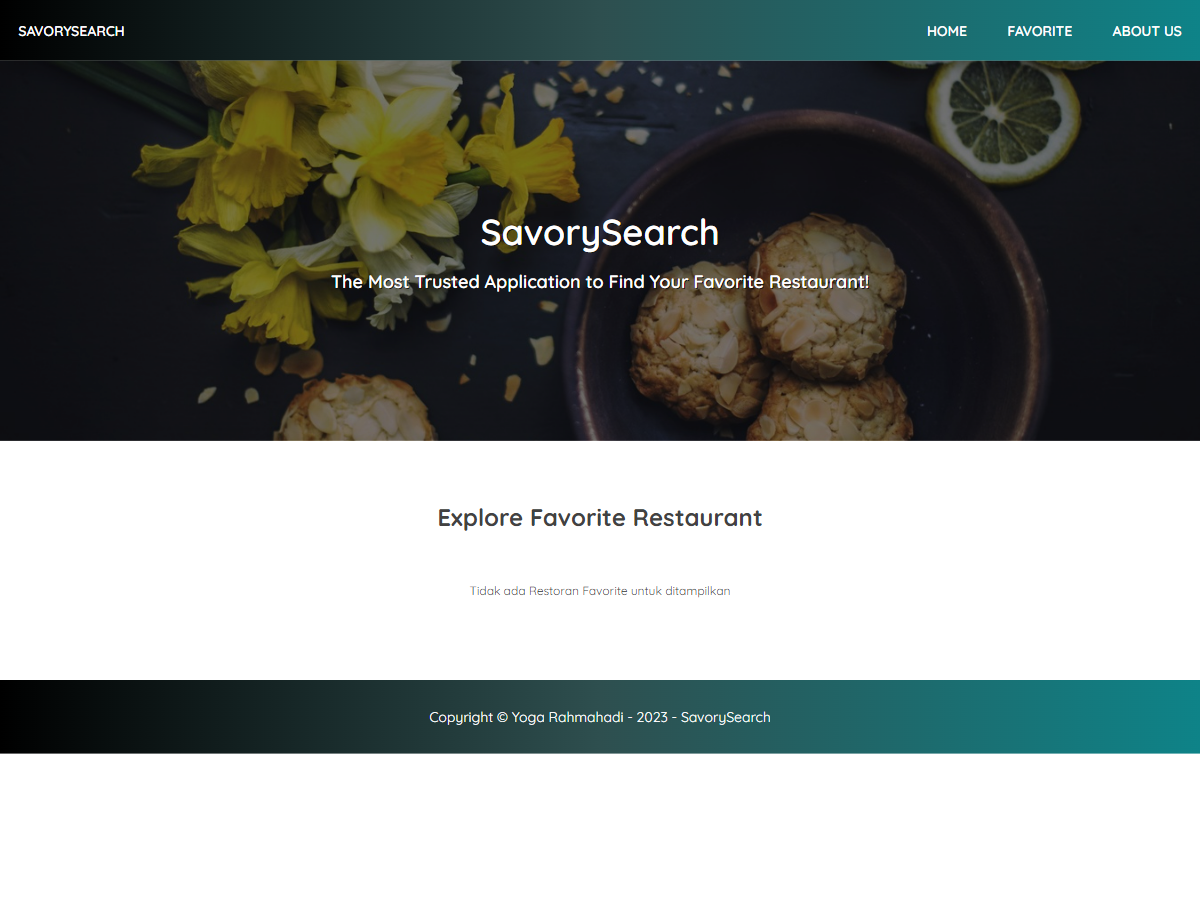 SAVORYSEARCH
HOME FAVORITE ABOUT US
SavorySearch
The Most Trusted Application to Find Your Favorite Restaurant!
Explore Favorite Restaurant
Tidak ada Restoran Favorite untuk ditampilkan
Copyright © Yoga Rahmahadi - 2023 - SavorySearch